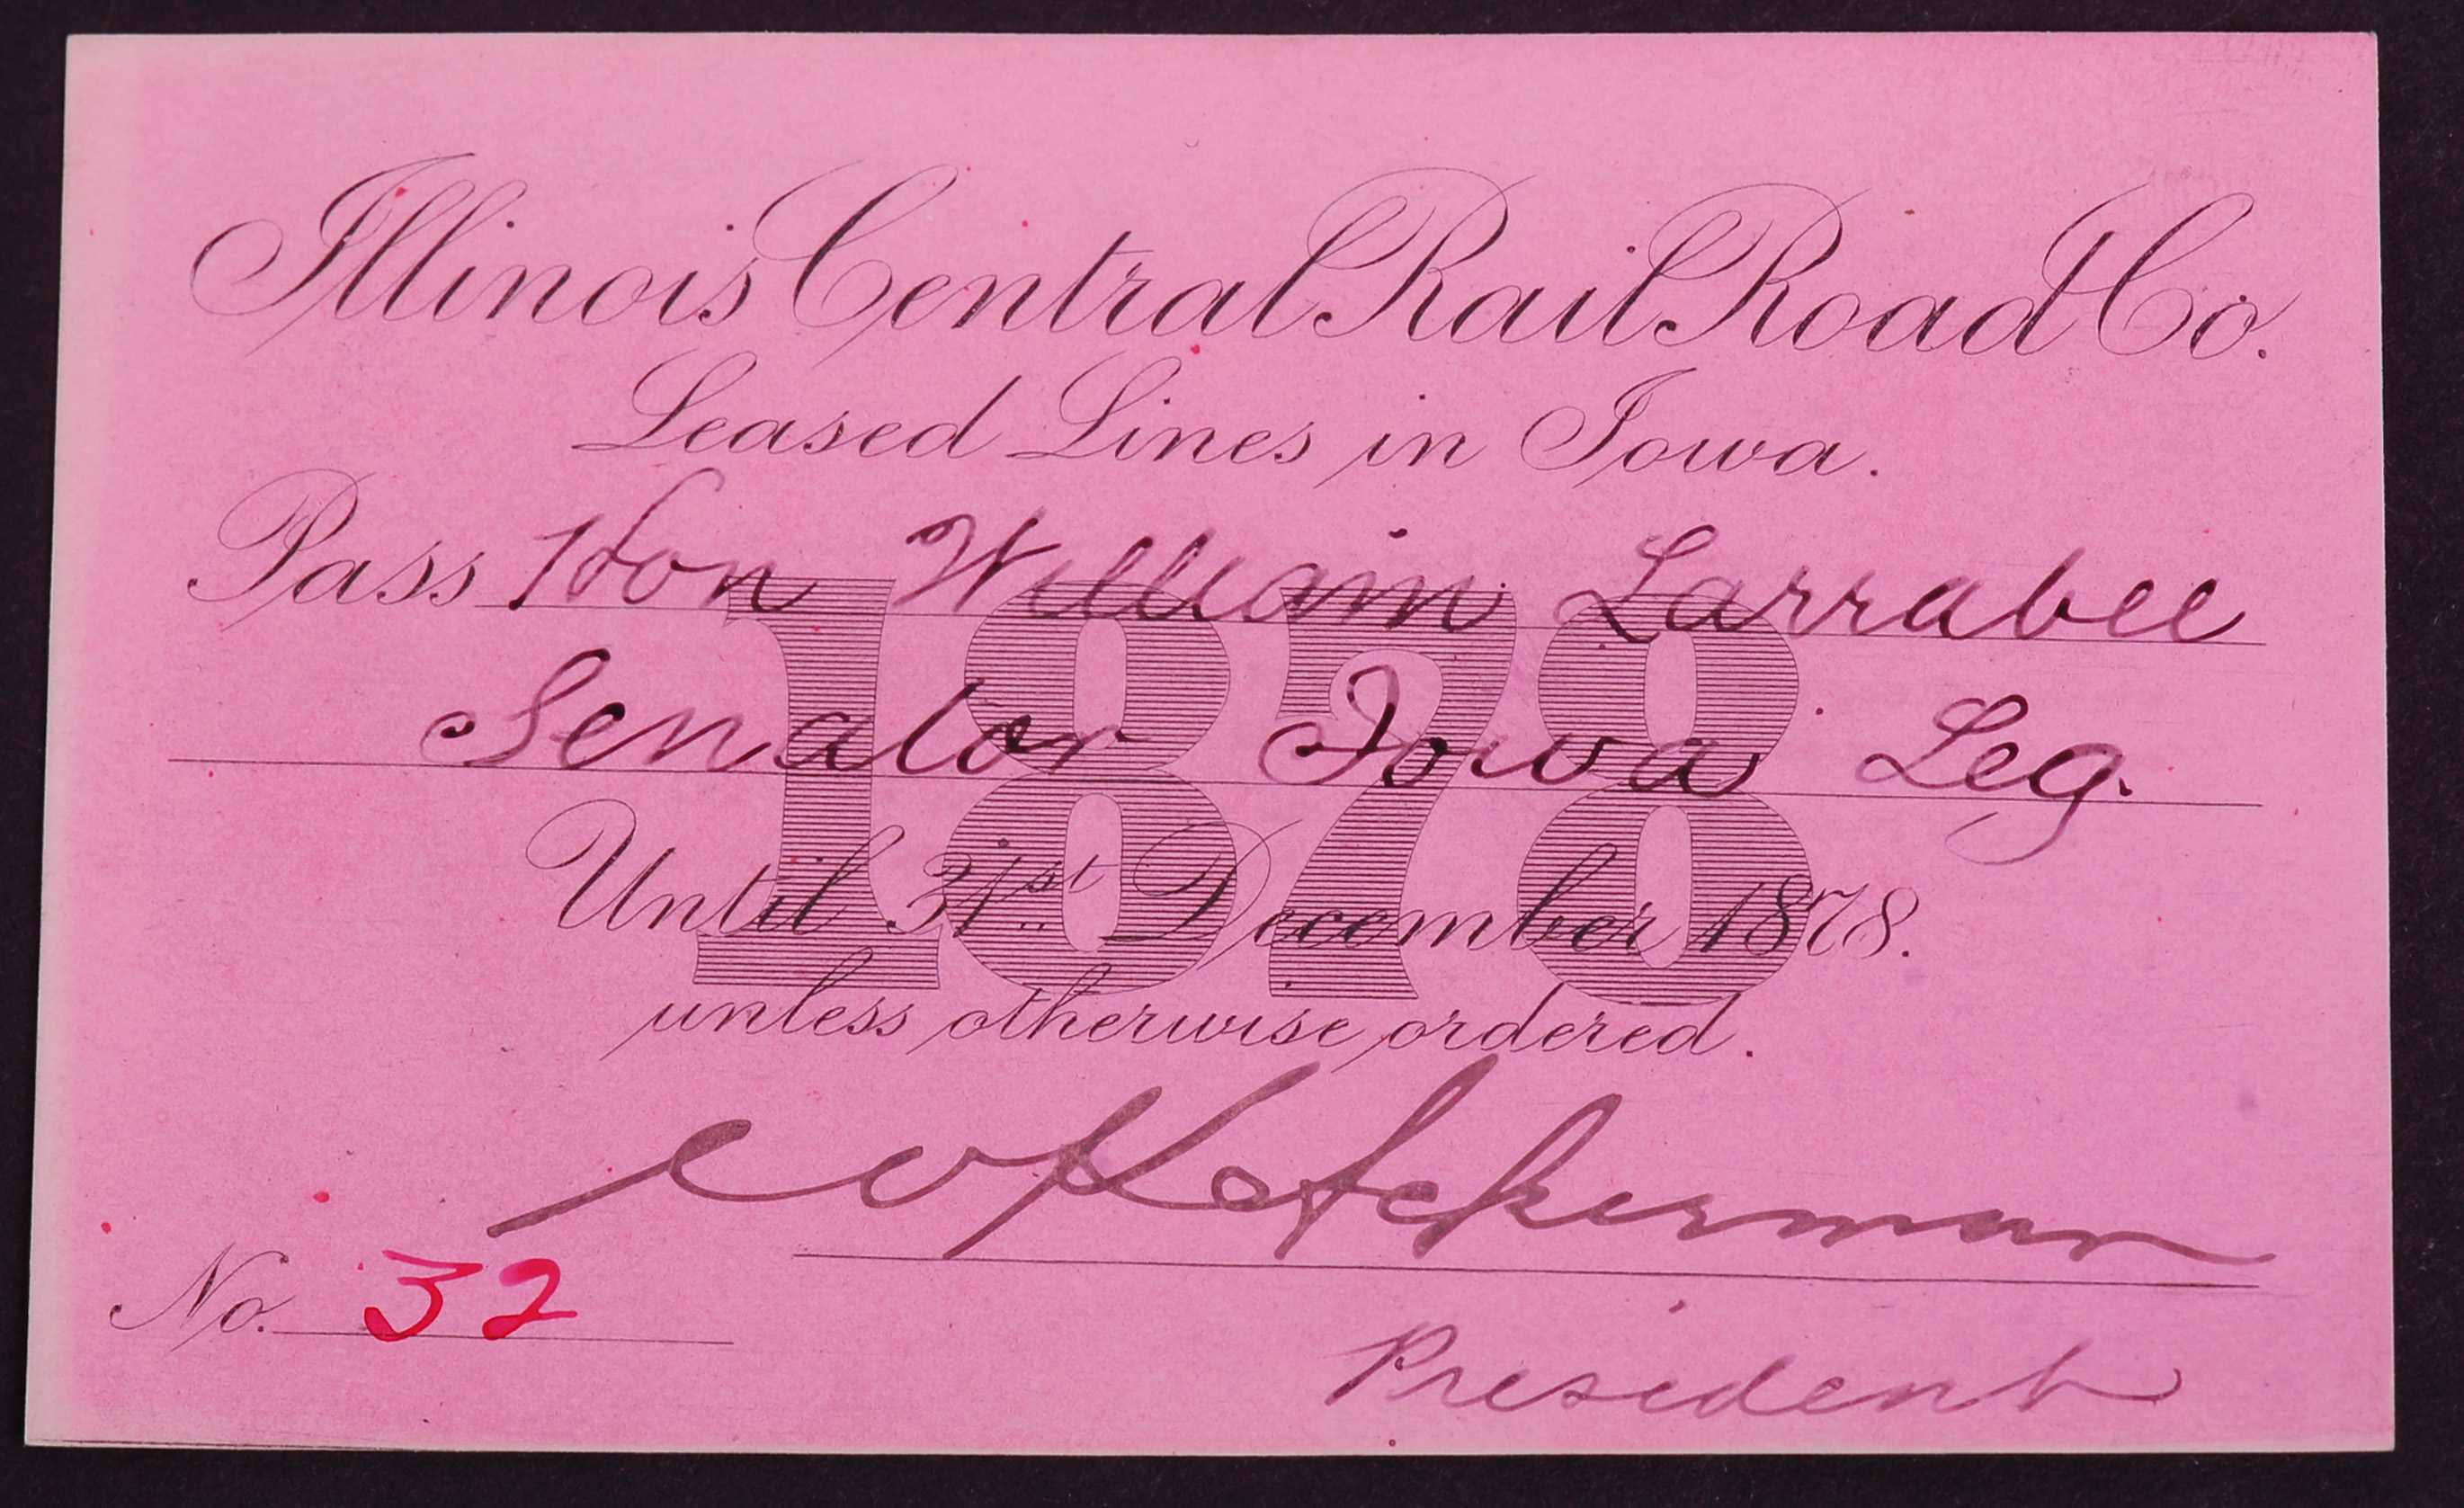 Illinois Central Rail Road Co.
Leased Lines in Iowa.
Pass Hon William Larrabee
Senator Iowa Leg.
1878
Until 31st December 1878.
unless otherwise ordered.
W K Ackerman
No. 32
President